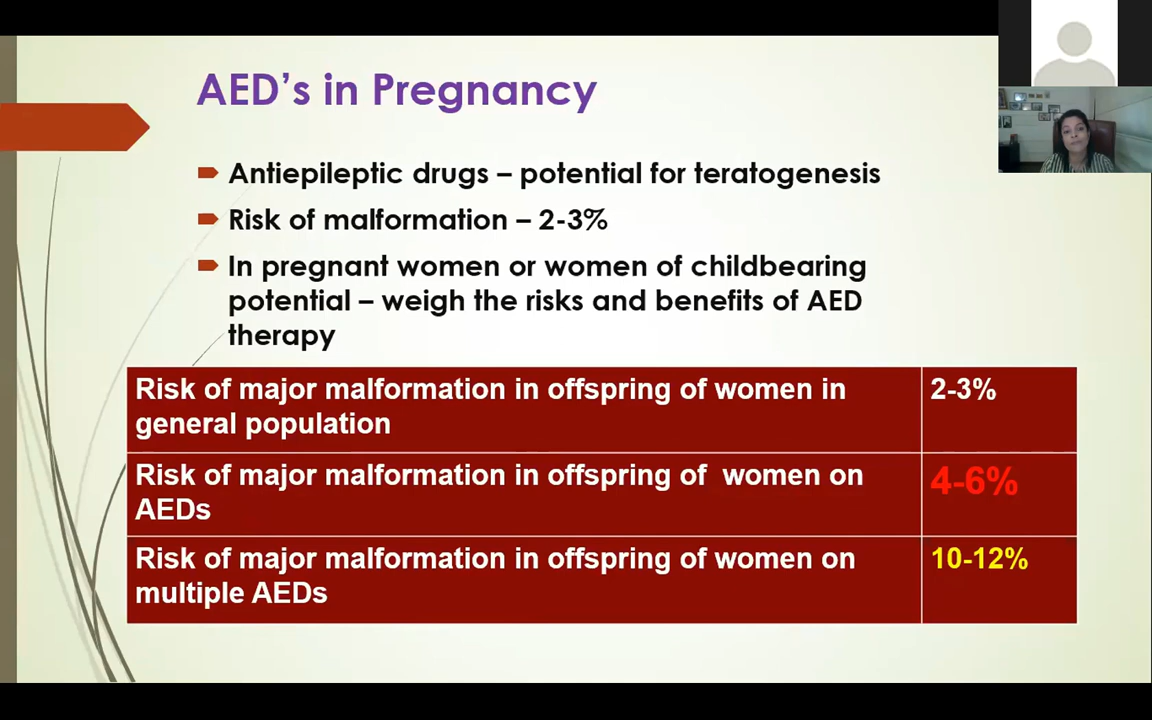 AED's in Pregnancy
Antiepileptic drugs – potential for teratogenesis
Risk of malformation – 2-3%
In pregnant women or women of childbearing
potential – weigh the risks and benefits of AED
therapy
Risk of major malformation in offspring of women in
general population
2-3%
Risk of major malformation in offspring of women on
AEDs
4-6%
Risk of major malformation in offspring of women on
multiple AEDs
10-12%